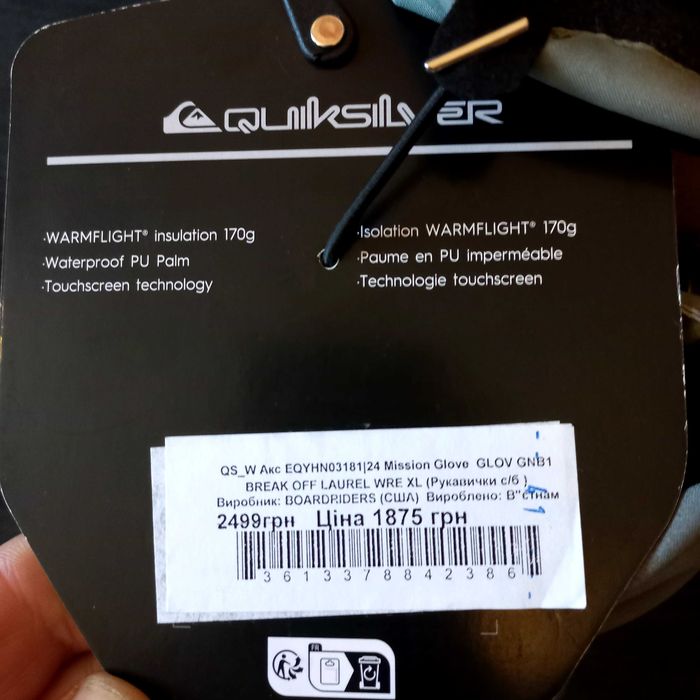 QUIKSILVER
·WARMFLIGHT® insulation 170g
·Waterproof PU Palm
·Touchscreen technology
·Isolation WARMFLIGHT® 170g
·Paume en PU imperméable
·Technologie touchscreen
QS_W Акс EQYHN03181|24 Mission Glove GLOV GNB1
BREAK OFF LAUREL WRE XL (Рукавички с/б )
Виробник: BOARDRIDERS (США) Вироблено: В"єтнам
2499грн Ціна 1875 грн
3613378842386
FR